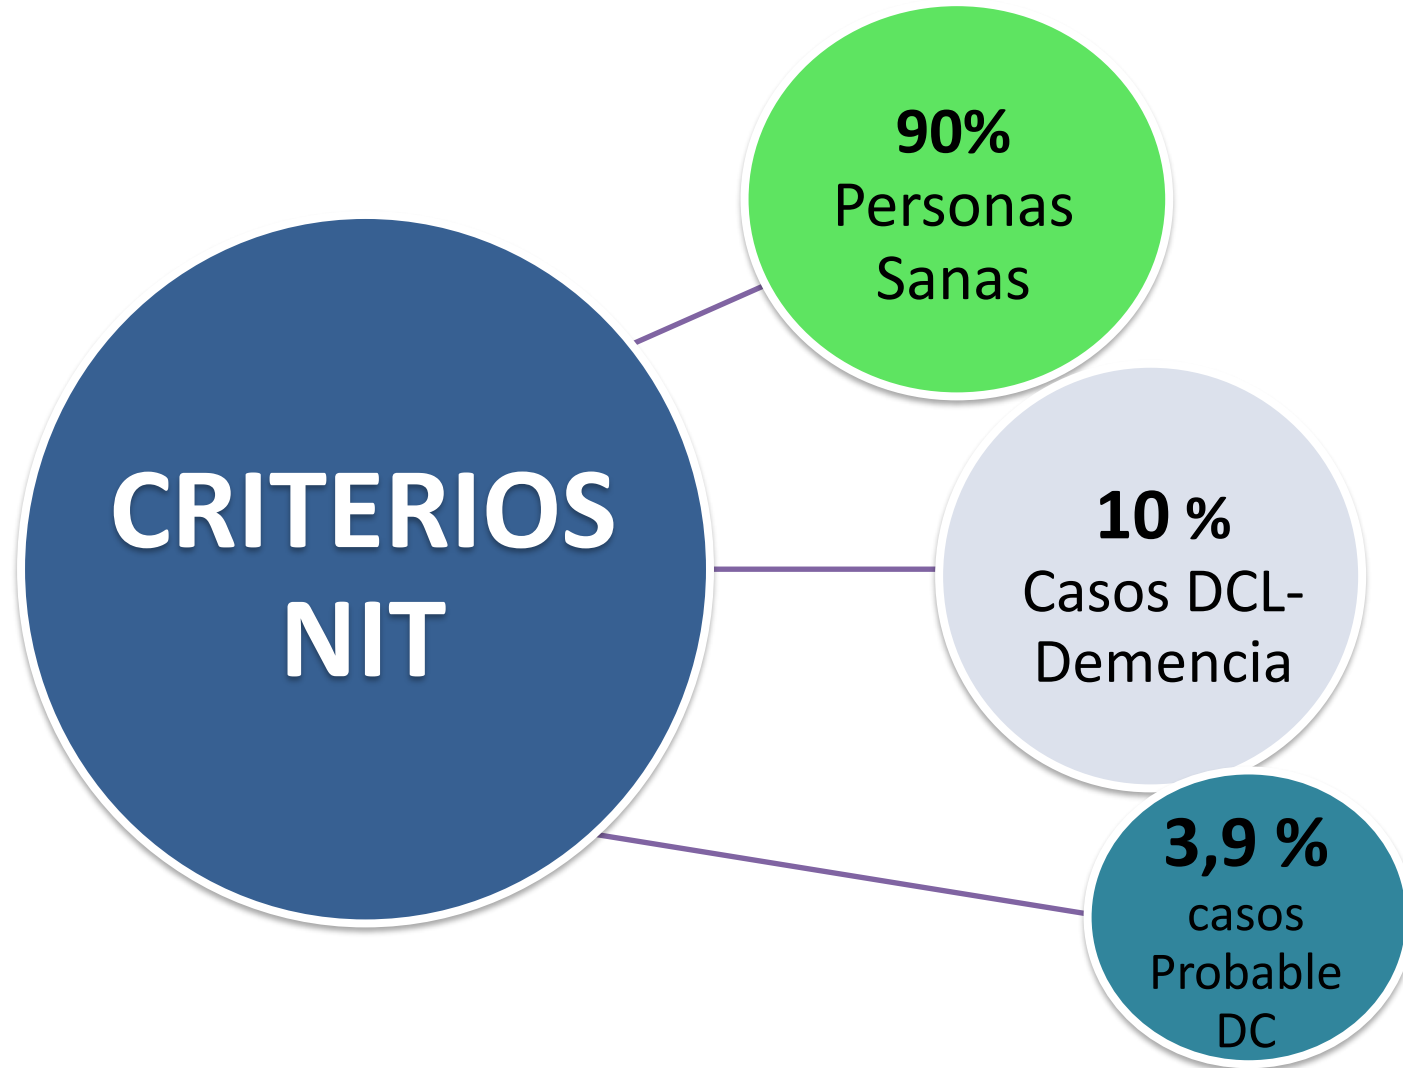 CRITERIOS
NIT
90%
Personas
Sanas
10 %
Casos DCL-
Demencia
3,9 %
casos
Probable
DC